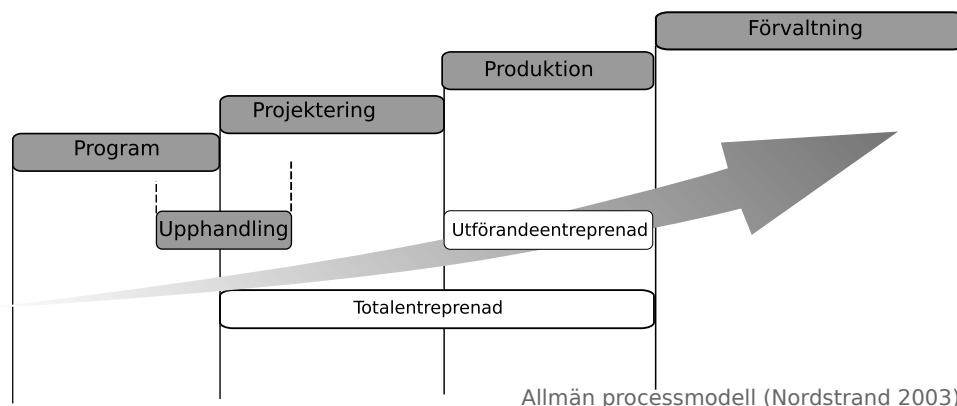 Förvaltning
Produktion
Projektering
Program
Upphandling
Utförandeentreprenad
Totalentreprenad
Allmän processmodell (Nordstrand 2003)